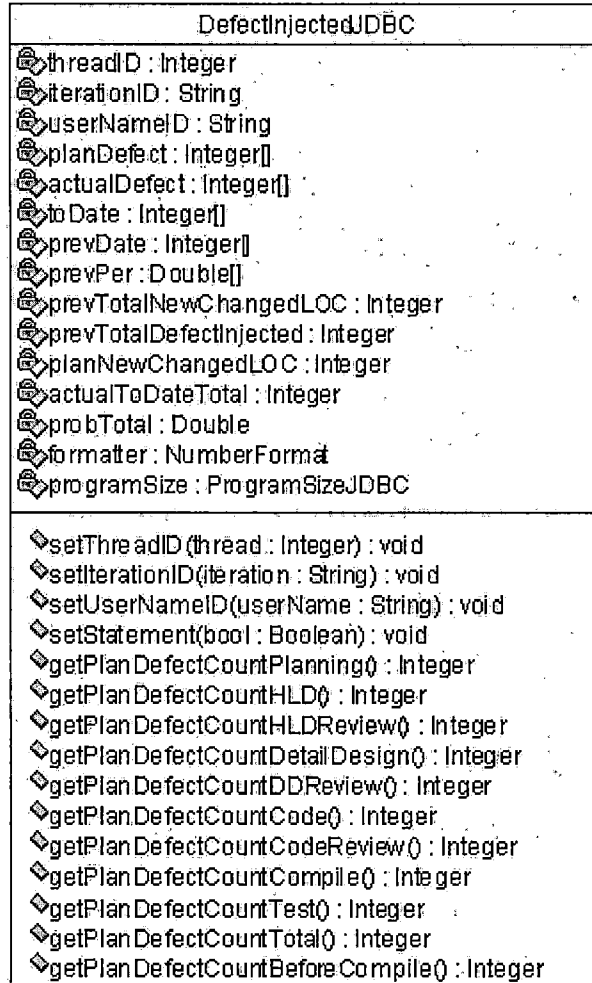 DefectInjectedJDBC
threadID : Integer
iterationID : String
userNameID : String
planDefect : Integer[]
actualDefect : Integer[]
toDate : Integer[]
prevDate : Integer[]
prevPer : Double[]
prevTotalNewChangedLOC : Integer
prevTotalDefectInjected : Integer
planNewChangedLOC : Integer
actualToDateTotal : Integer
probTotal : Double
formatter : NumberFormat
programSize : ProgramSizeJDBC
setThreadID(thread : Integer) : void
setIterationID(iteration : String) : void
setUserNameID(userName : String) : void
setStatement(bool : Boolean) : void
getPlanDefectCountPlanning() : Integer
getPlanDefectCountHLD() : Integer
getPlanDefectCountHLDReview() : Integer
getPlanDefectCountDetailDesign() : Integer
getPlanDefectCountDDReview() : Integer
getPlanDefectCountCode() : Integer
getPlanDefectCountCodeReview() : Integer
getPlanDefectCountCompile() : Integer
getPlanDefectCountTest() : Integer
getPlanDefectCountTotal() : Integer
getPlanDefectCountBeforeCompile() : Integer